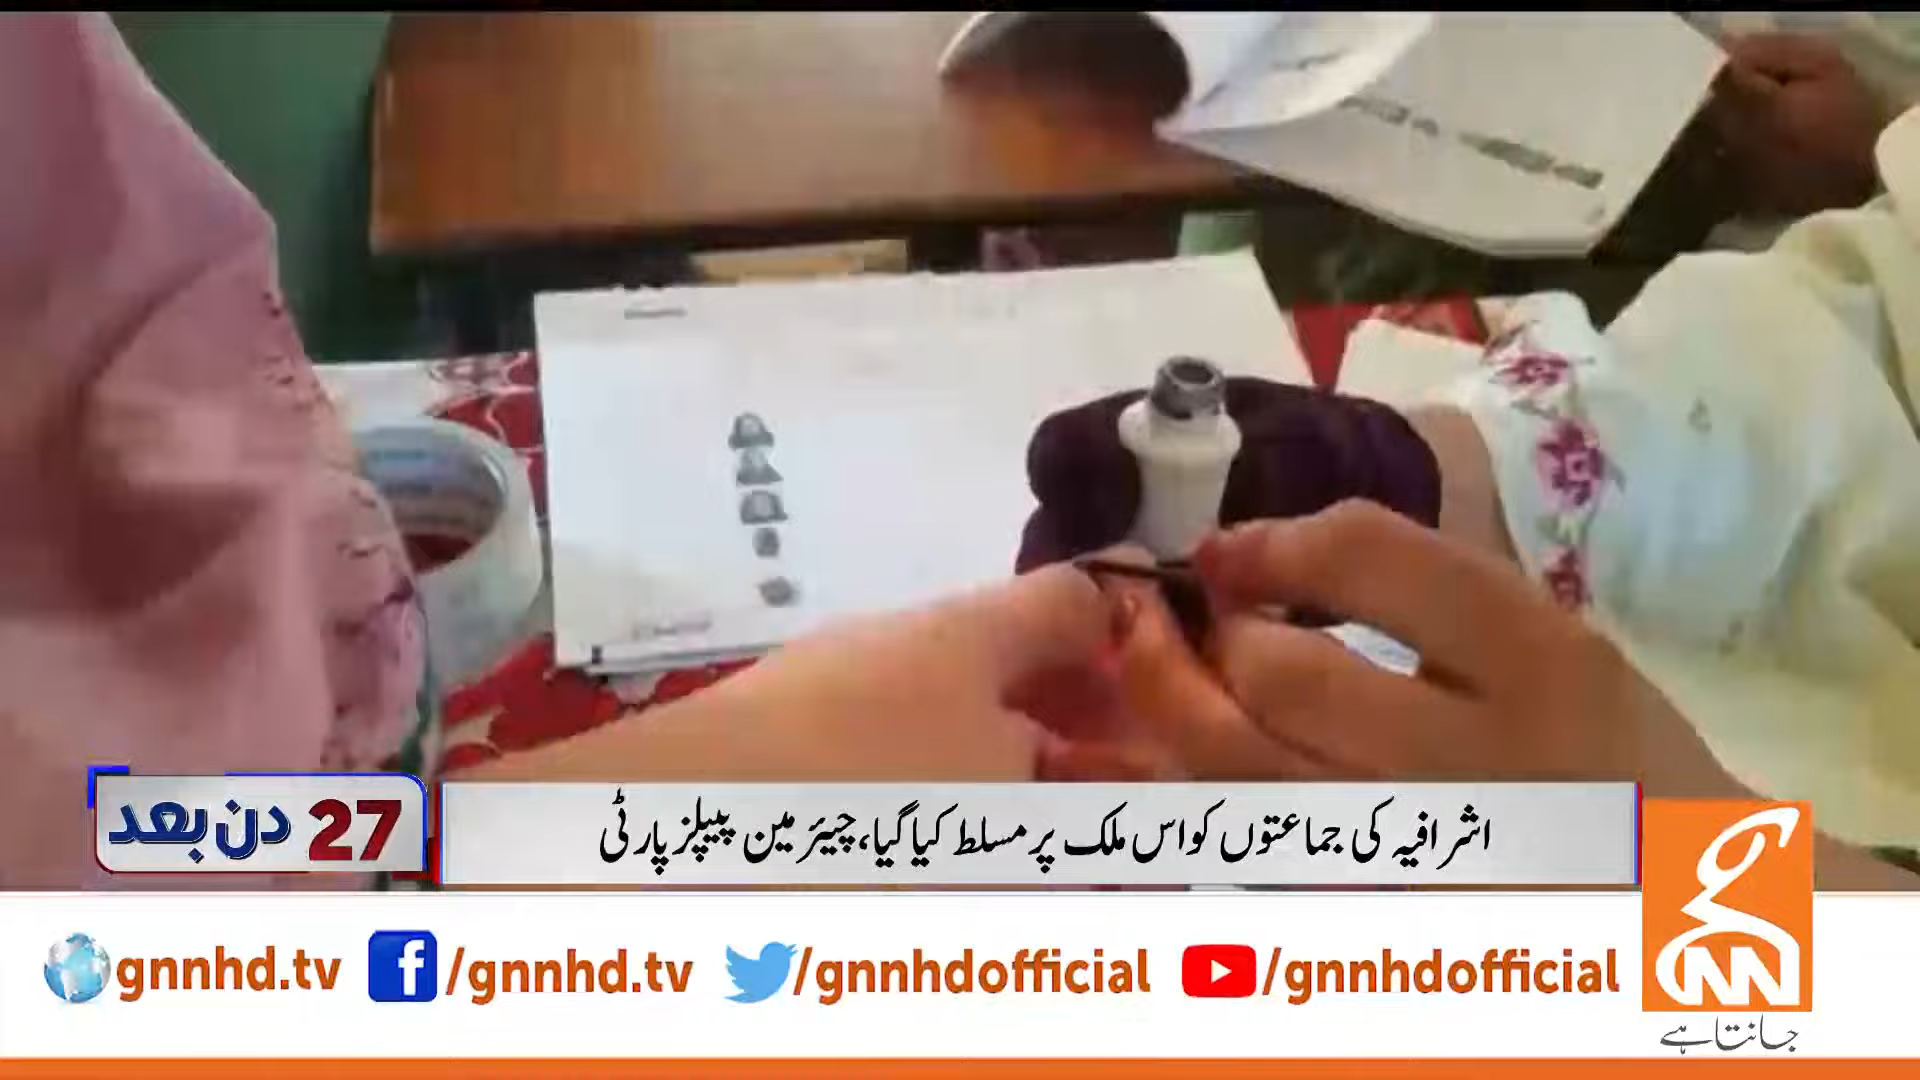 27 دن بعد
اشرافیہ کی جماعتوں کو اس ملک پر مسلط کیا گیا، چیئرمین پیپلز پارٹی
gnnhd.tv
/gnnhd.tv
/gnnhdofficial
/gnnhdofficial
GNN
جانتا ہے